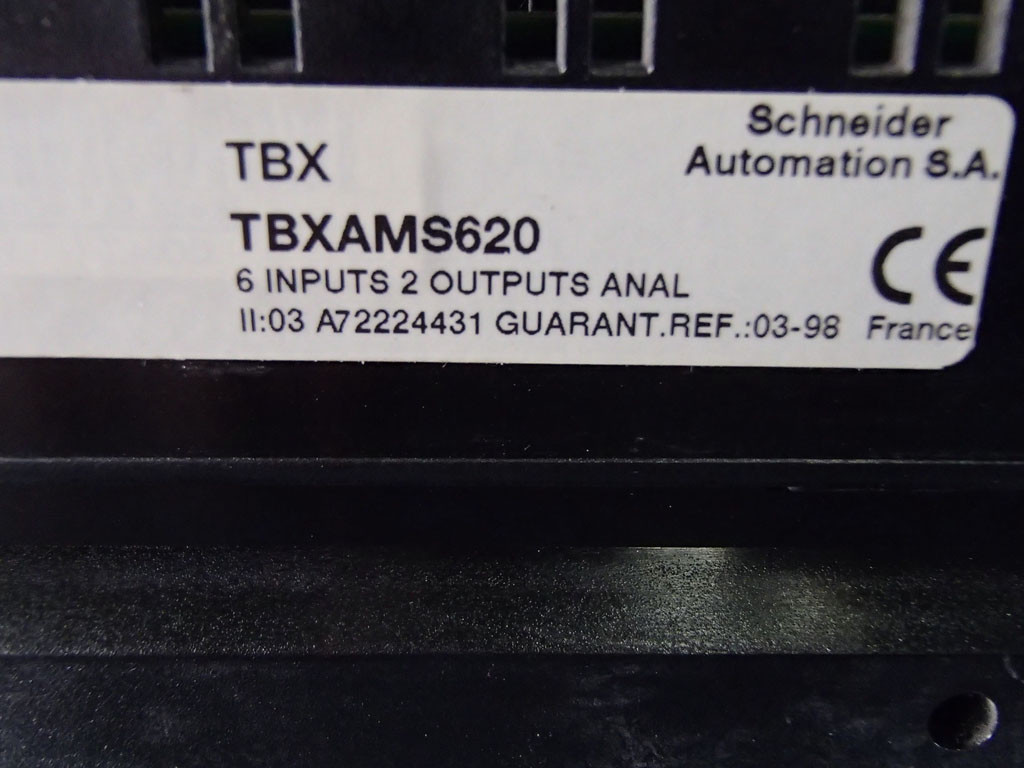 Schneider
Automation S.A.
TBX
TBXAMS620
6 INPUTS 2 OUTPUTS ANAL
II:03 A72224431 GUARANT.REF.:03-98
CE
France